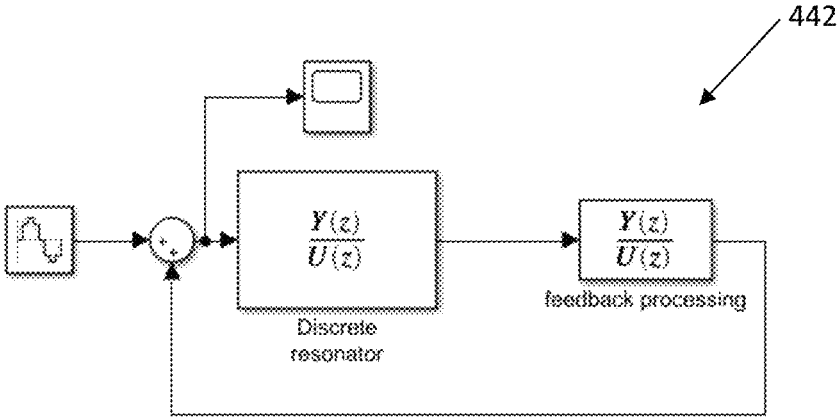 442
+
+
Y(z)
U(z)
Discrete
resonator
Y(z)
U(z)
feedback processing